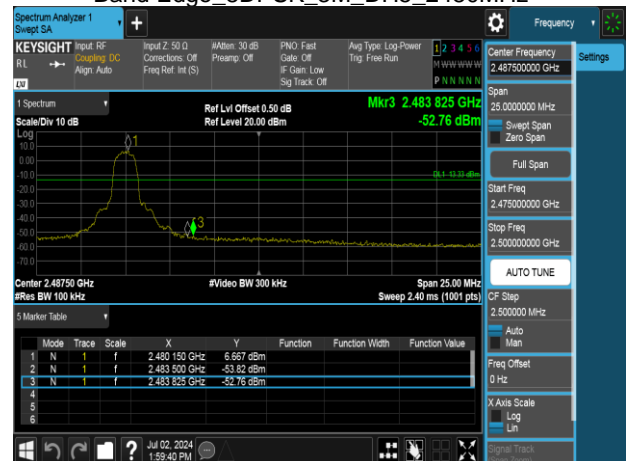 Band Edge_8DPSK_3M_DH5_2480MHz
Spectrum Analyzer 1
Swept SA
Frequency
KEYSIGHT
RL
LXI
Input: RF
Coupling: DC
Align: Auto
Input Z: 50 Ω
Corrections: Off
Freq Ref: Int (S)
#Atten: 30 dB
Preamp: Off
PNO: Fast
Gate: Off
IF Gain: Low
Sig Track: Off
Avg Type: Log-Power
Trig: Free Run
1 2 3 4 5 6
M W W W W W
P N N N N N
1 Spectrum
Scale/Div 10 dB
Ref Lvl Offset 0.50 dB
Ref Level 20.00 dBm
Mkr3 2.483 825 GHz
-52.76 dBm
Log
10.0
0.00
-10.0
-20.0
-30.0
-40.0
-50.0
-60.0
-70.0
1
3
DL1 -13.33 dBm
Center 2.48750 GHz
#Res BW 100 kHz
#Video BW 300 kHz
Span 25.00 MHz
Sweep 2.40 ms (1001 pts)
5 Marker Table
Mode Trace Scale X Y Function Function Width Function Value
1 N 1 f 2.480 150 GHz 6.667 dBm
2 N 1 f 2.483 500 GHz -53.82 dBm
3 N 1 f 2.483 825 GHz -52.76 dBm
4
5
6
?
Jul 02, 2024
1:59:40 PM
Center Frequency
2.487500000 GHz
Settings
Span
25.0000000 MHz
Swept Span
Zero Span
Full Span
Start Freq
2.475000000 GHz
Stop Freq
2.500000000 GHz
AUTO TUNE
CF Step
2.500000 MHz
Auto
Man
Freq Offset
0 Hz
X Axis Scale
Log
Lin
Signal Track